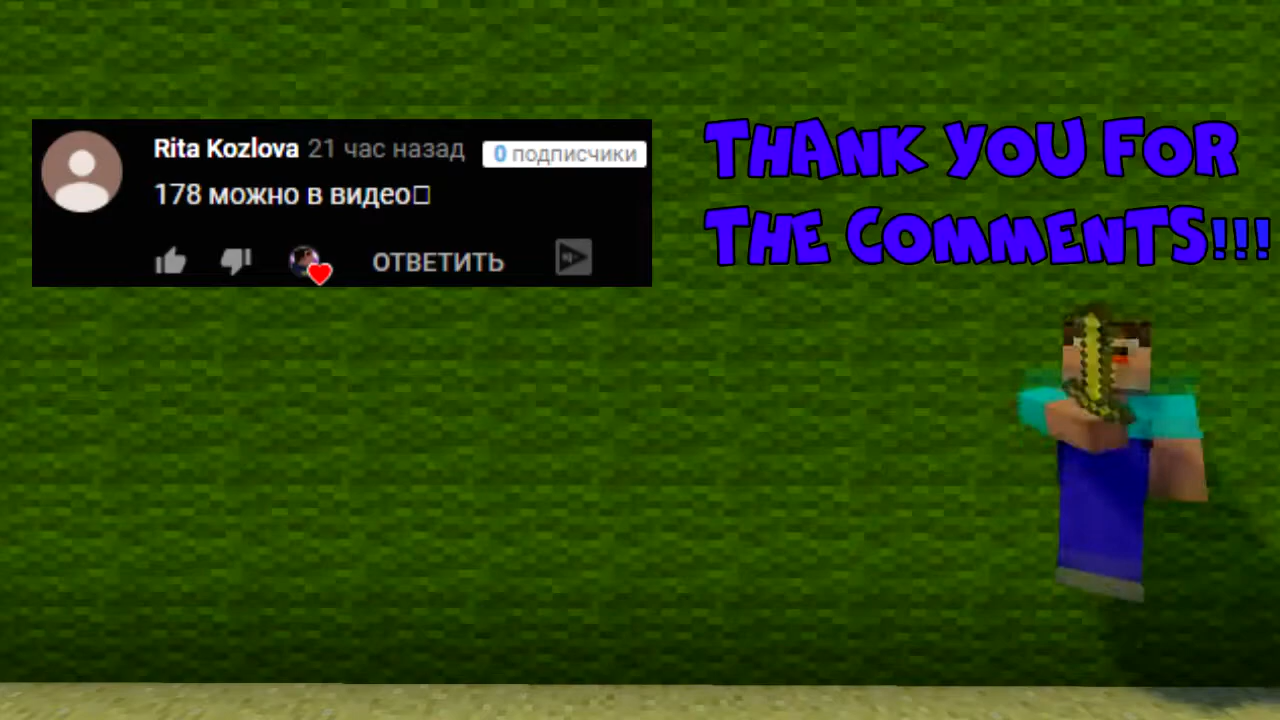 Rita Kozlova 21 час назад 0 подписчики
178 можно в видео
ОТВЕТИТЬ
THANK YOU FOR
THE COMMENTS!!!